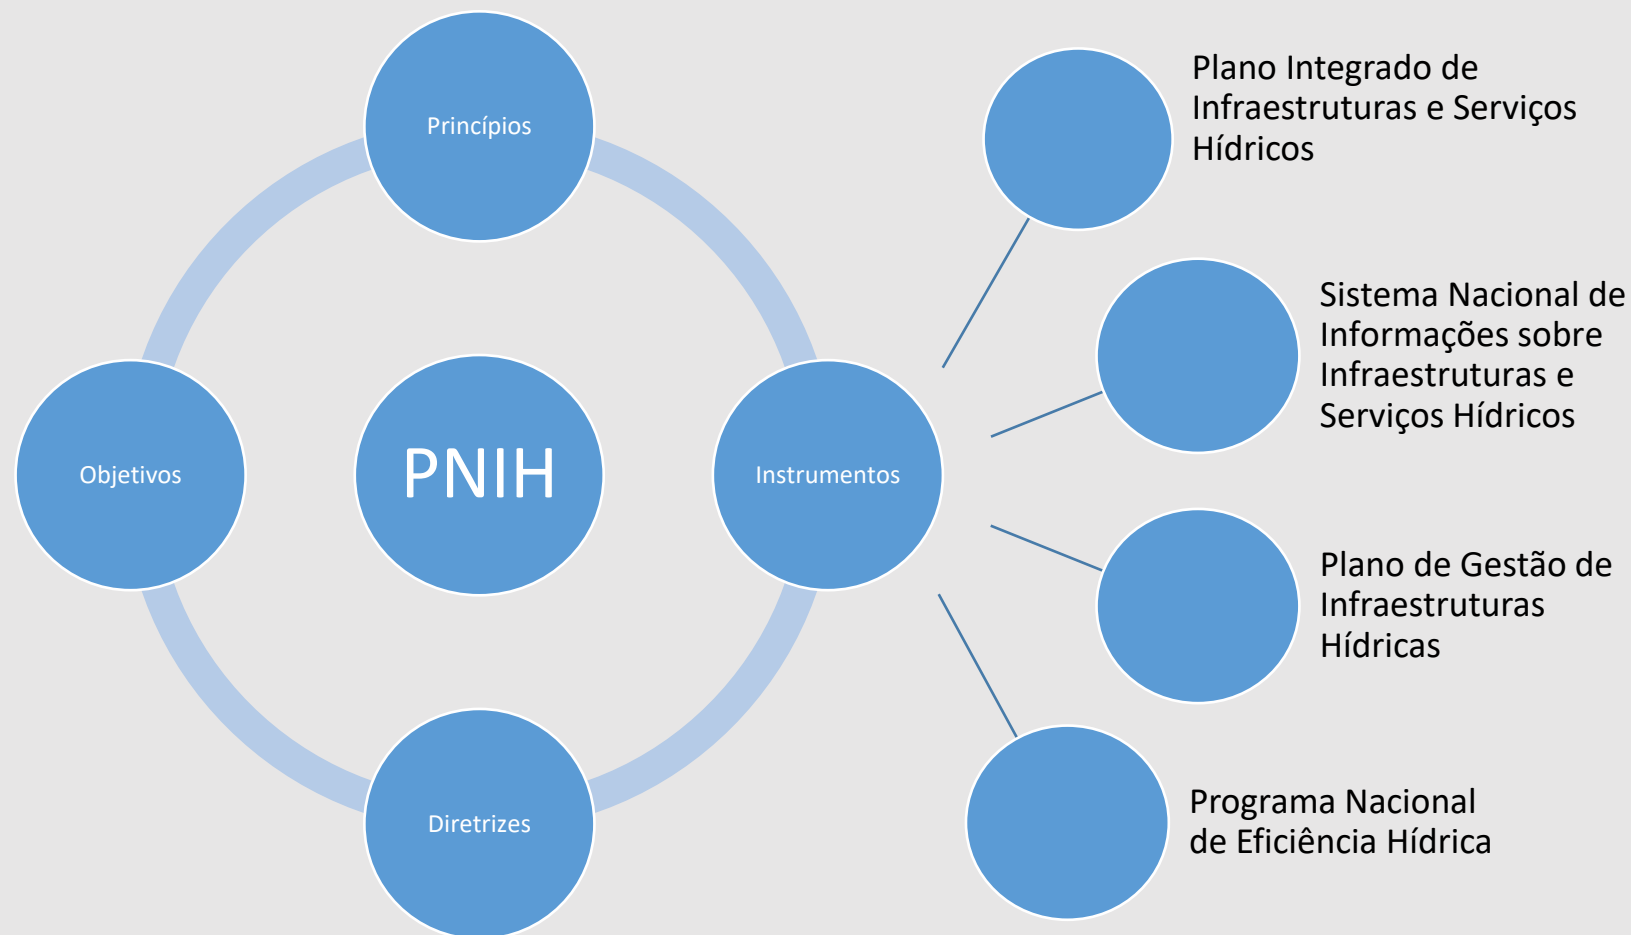 Princípios
Objetivos
PNIH
Instrumentos
Diretrizes
Plano Integrado de
Infraestruturas e Serviços
Hídricos
Sistema Nacional de
Informações sobre
Infraestruturas e
Serviços Hídricos
Plano de Gestão de
Infraestruturas
Hídricas
Programa Nacional
de Eficiência Hídrica